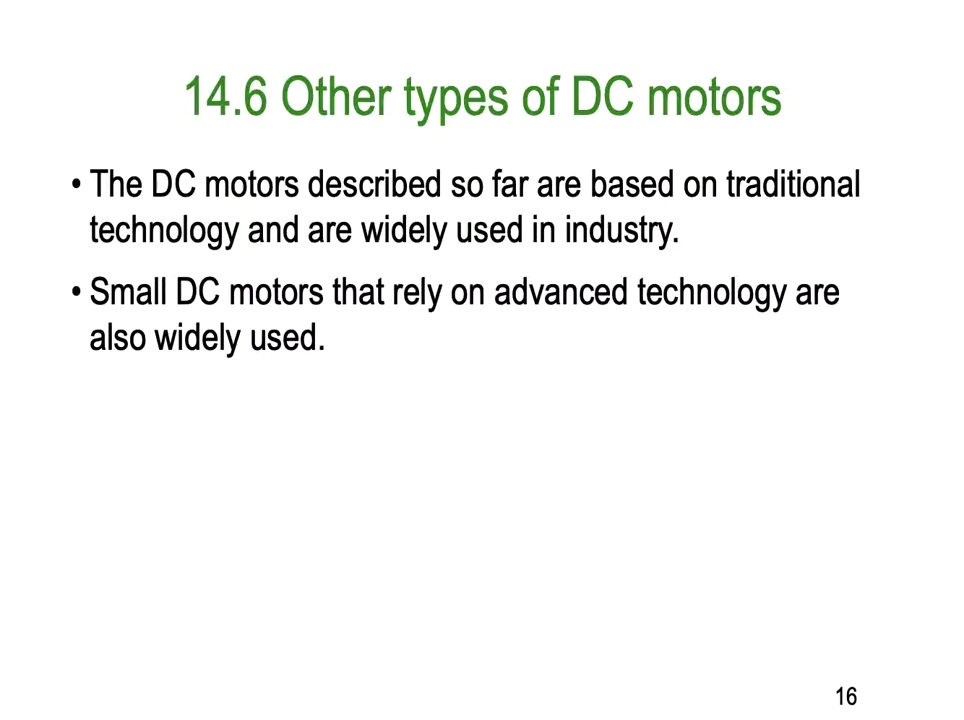 14.6 Other types of DC motors
• The DC motors described so far are based on traditional
technology and are widely used in industry.
• Small DC motors that rely on advanced technology are
also widely used.
16